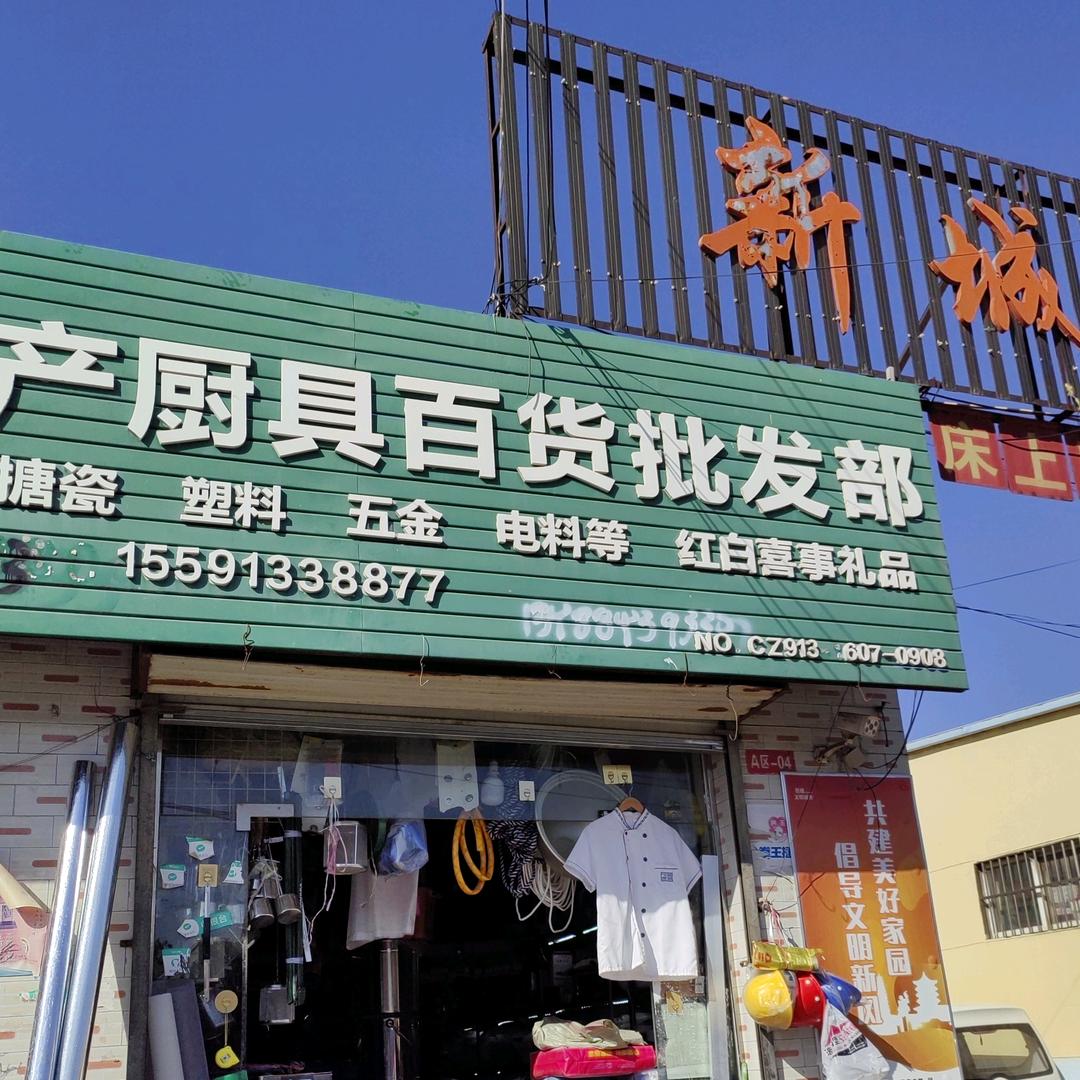 新城
产厨具百货批发部
床上
搪瓷 塑料 五金 电料等 红白喜事礼品
15591338877
NO.CZ913 607-0908
A区-04
共建美好家园
倡导文明新风